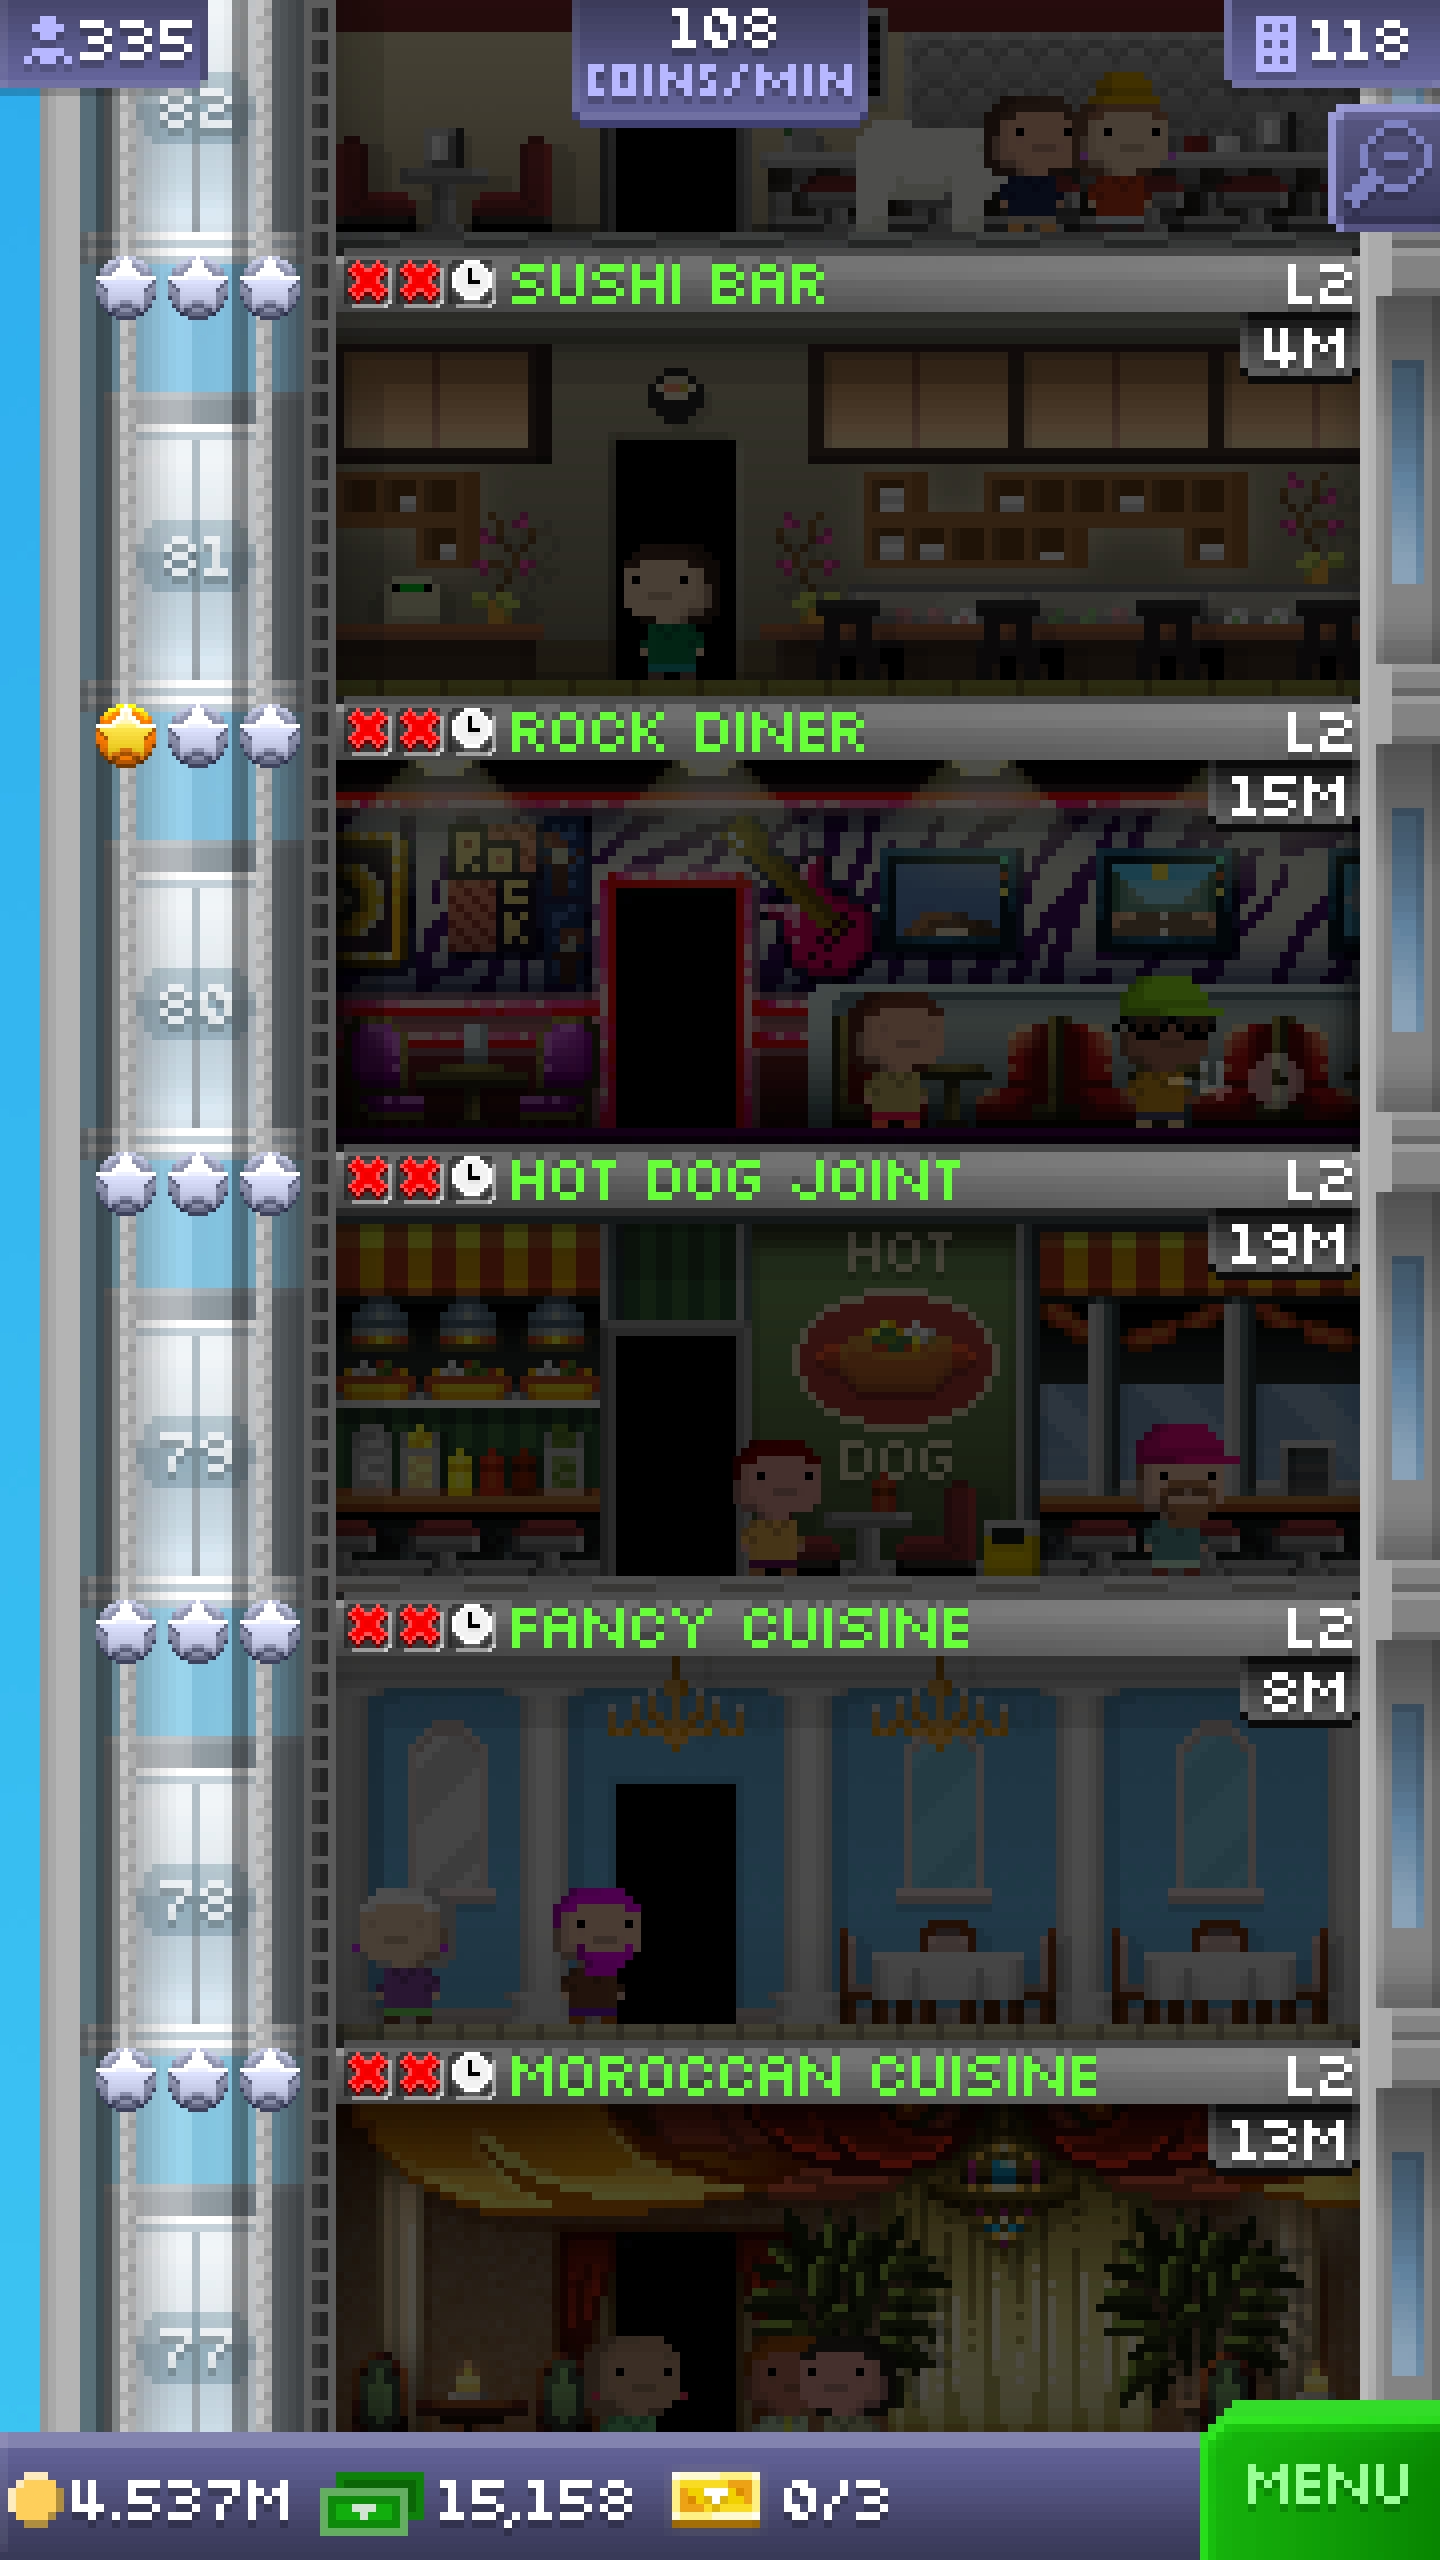 335
108
COINS/MIN
118
82
SUSHI BAR
L2
4M
81
ROCK DINER
L2
15M
RO
C
K
80
HOT DOG JOINT
L2
19M
HOT
DOG
79
FANCY CUISINE
L2
8M
78
MOROCCAN CUISINE
L2
13M
77
4.537M
15,158
0/3
MENU